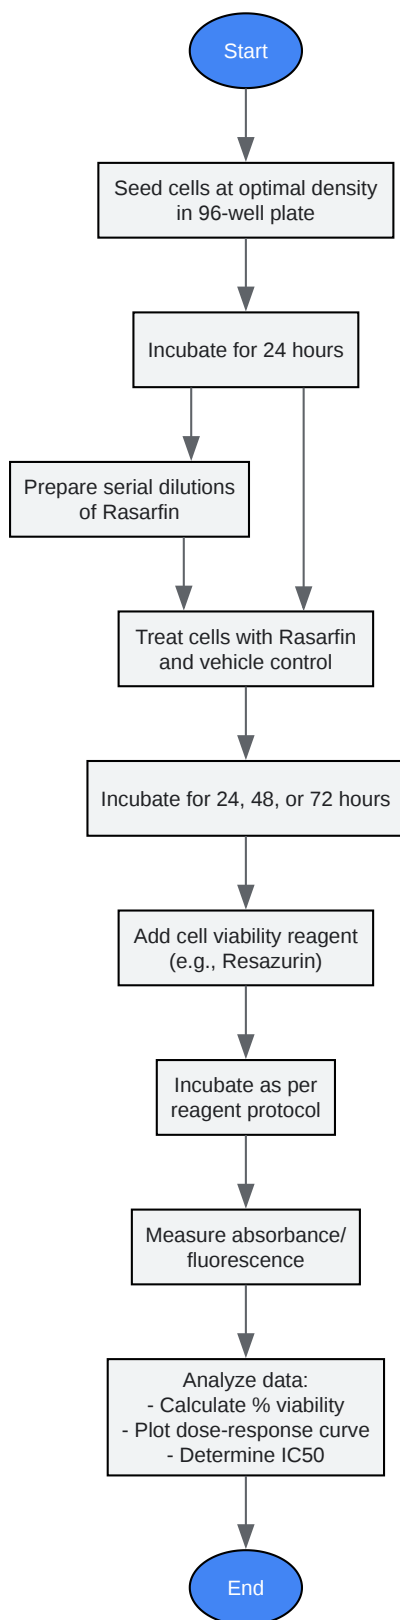 Start
Seed cells at optimal density
in 96-well plate
Incubate for 24 hours
Prepare serial dilutions
of Rasarfin
Treat cells with Rasarfin
and vehicle control
Incubate for 24, 48, or 72 hours
Add cell viability reagent
(e.g., Resazurin)
Incubate as per
reagent protocol
Measure absorbance/
fluorescence
Analyze data:
- Calculate % viability
- Plot dose-response curve
- Determine IC50
End